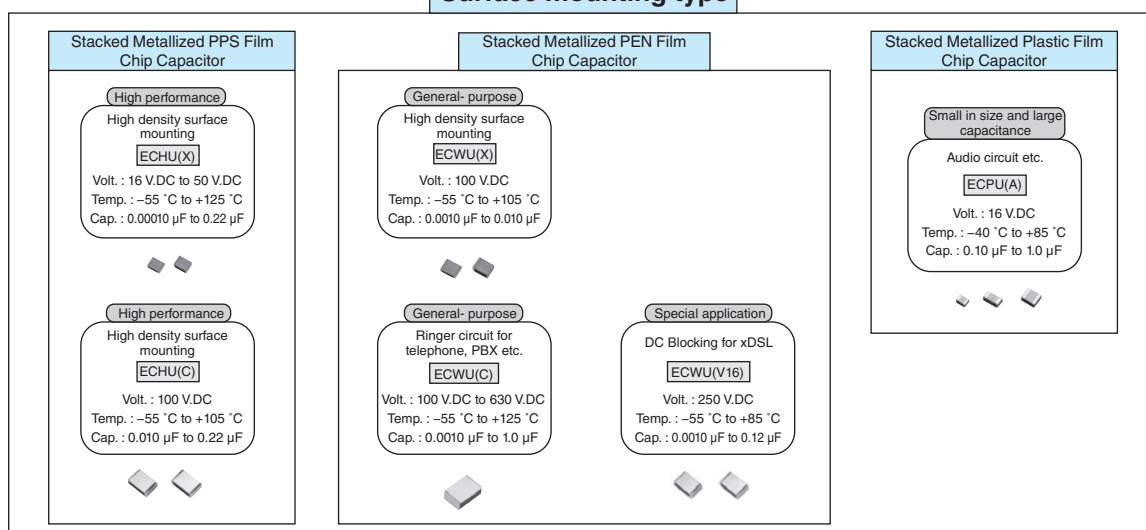 Surface mounting type
Stacked Metallized PPS Film
Chip Capacitor
High performance
High density surface
mounting
ECHU(X)
Volt. : 16 V.DC to 50 V.DC
Temp. : −55 ˚C to +125 ˚C
Cap. : 0.00010 µF to 0.22 µF
High performance
High density surface
mounting
ECHU(C)
Volt. : 100 V.DC
Temp. : −55 ˚C to +105 ˚C
Cap. : 0.010 µF to 0.22 µF
Stacked Metallized PEN Film
Chip Capacitor
General- purpose
High density surface
mounting
ECWU(X)
Volt. : 100 V.DC
Temp. : −55 ˚C to +105 ˚C
Cap. : 0.0010 µF to 0.010 µF
General- purpose
Ringer circuit for
telephone, PBX etc.
ECWU(C)
Volt. : 100 V.DC to 630 V.DC
Temp. : −55 ˚C to +125 ˚C
Cap. : 0.0010 µF to 1.0 µF
Special application
DC Blocking for xDSL
ECWU(V16)
Volt. : 250 V.DC
Temp. : −55 ˚C to +85 ˚C
Cap. : 0.0010 µF to 0.12 µF
Stacked Metallized Plastic Film
Chip Capacitor
Small in size and large
capacitance
Audio circuit etc.
ECPU(A)
Volt. : 16 V.DC
Temp. : −40 ˚C to +85 ˚C
Cap. : 0.10 µF to 1.0 µF